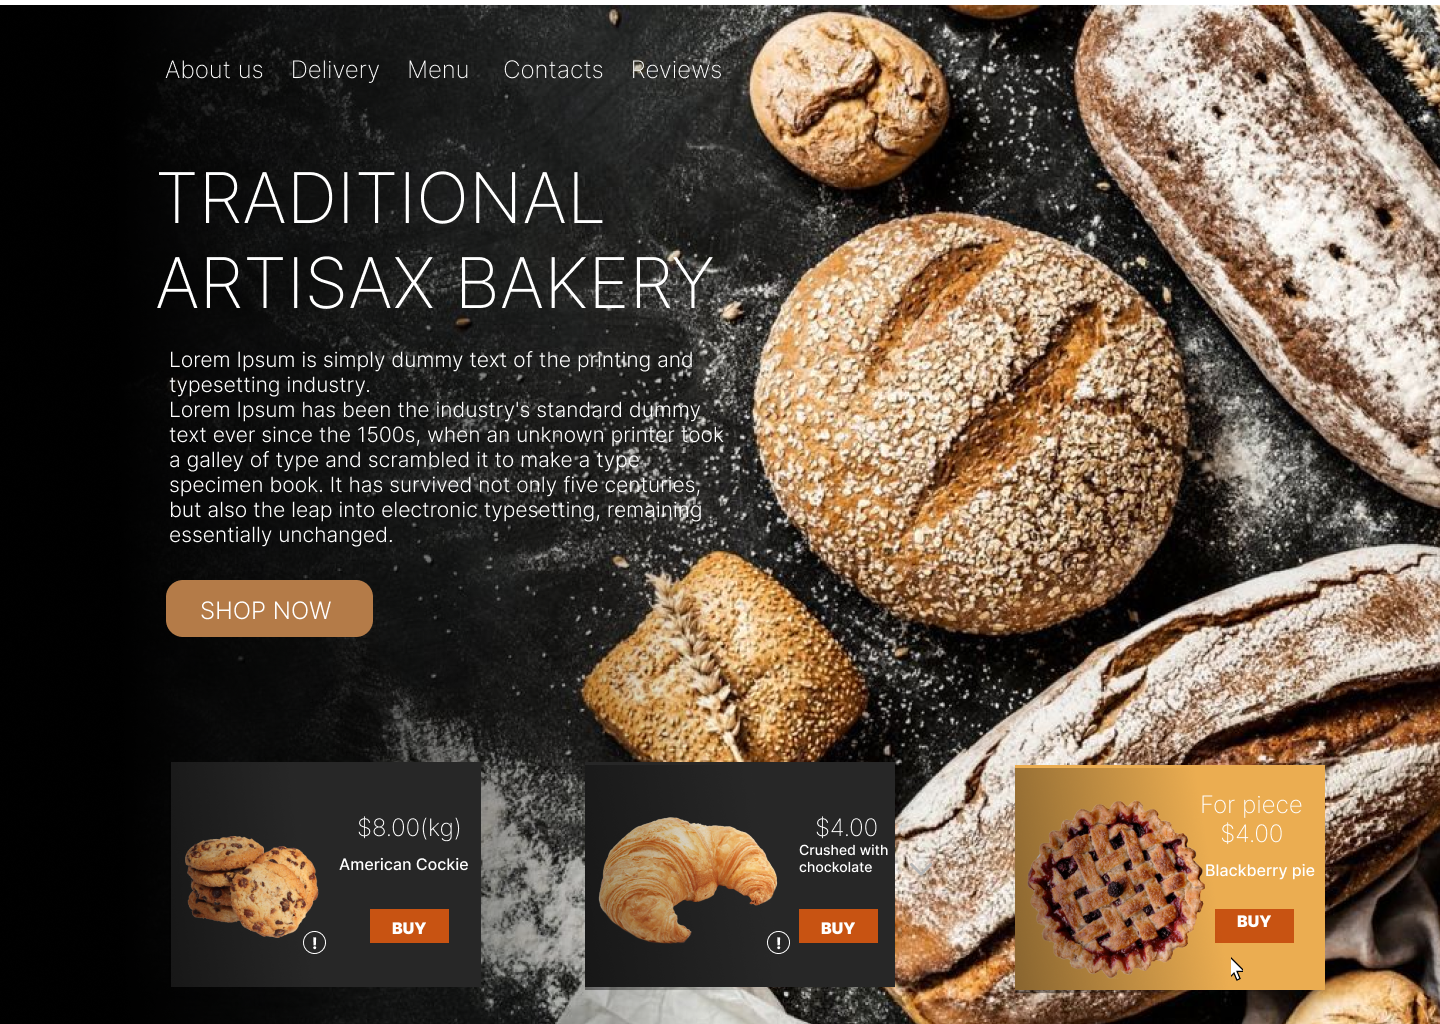 About us Delivery Menu Contacts Reviews
TRADITIONAL
ARTISAX BAKERY
Lorem Ipsum is simply dummy text of the printing and
typesetting industry.
Lorem Ipsum has been the industry's standard dummy
text ever since the 1500s, when an unknown printer took
a galley of type and scrambled it to make a type
specimen book. It has survived not only five centuries,
but also the leap into electronic typesetting, remaining
essentially unchanged.
SHOP NOW
$8.00(kg)
American Cockie
BUY
!
$4.00
Crushed with
chockolate
BUY
!
For piece
$4.00
Blackberry pie
BUY